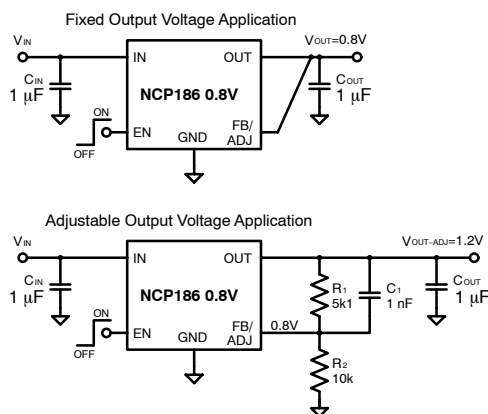 Fixed Output Voltage Application
VIN
IN
OUT
VOUT=0.8V
CIN
1 μF
NCP186 0.8V
COUT
1 μF
ON
OFF
EN
GND
FB/
ADJ
Adjustable Output Voltage Application
VIN
IN
OUT
VOUT-ADJ=1.2V
CIN
1 μF
NCP186 0.8V
R1
5k1
C1
1 nF
COUT
1 μF
ON
OFF
EN
GND
FB/
ADJ
0.8V
R2
10k